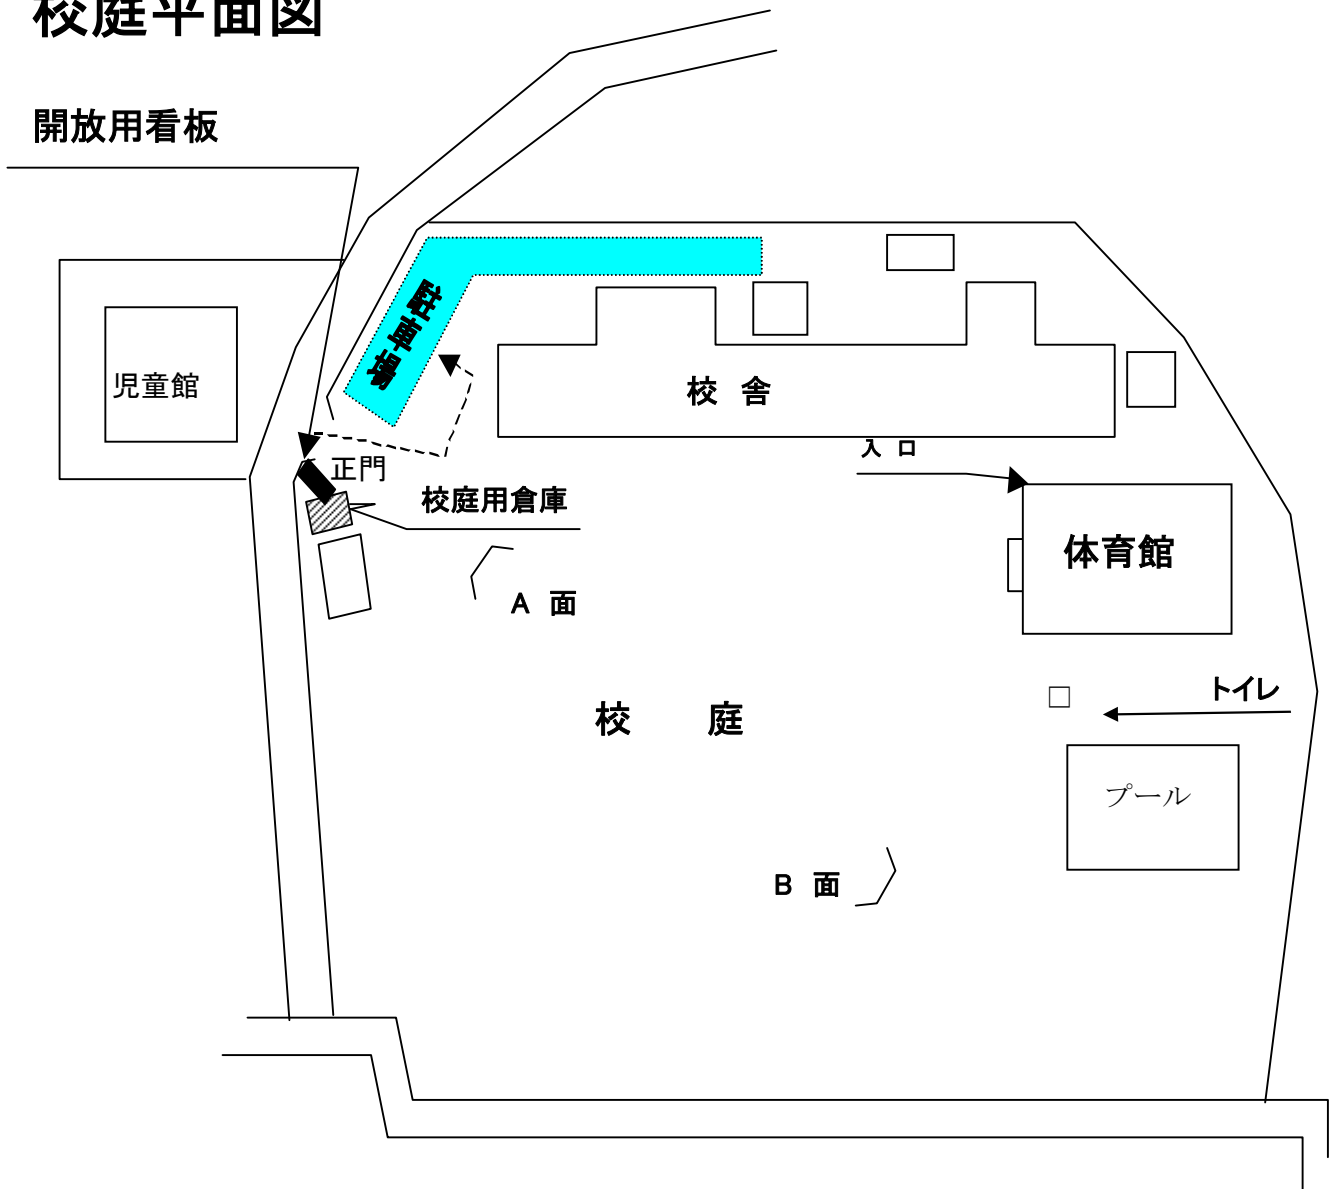 校庭平面図
開放用看板
駐車場
児童館
校 舎
入 口
正門
校庭用倉庫
体育館
A 面
トイレ
校 庭
プール
B 面